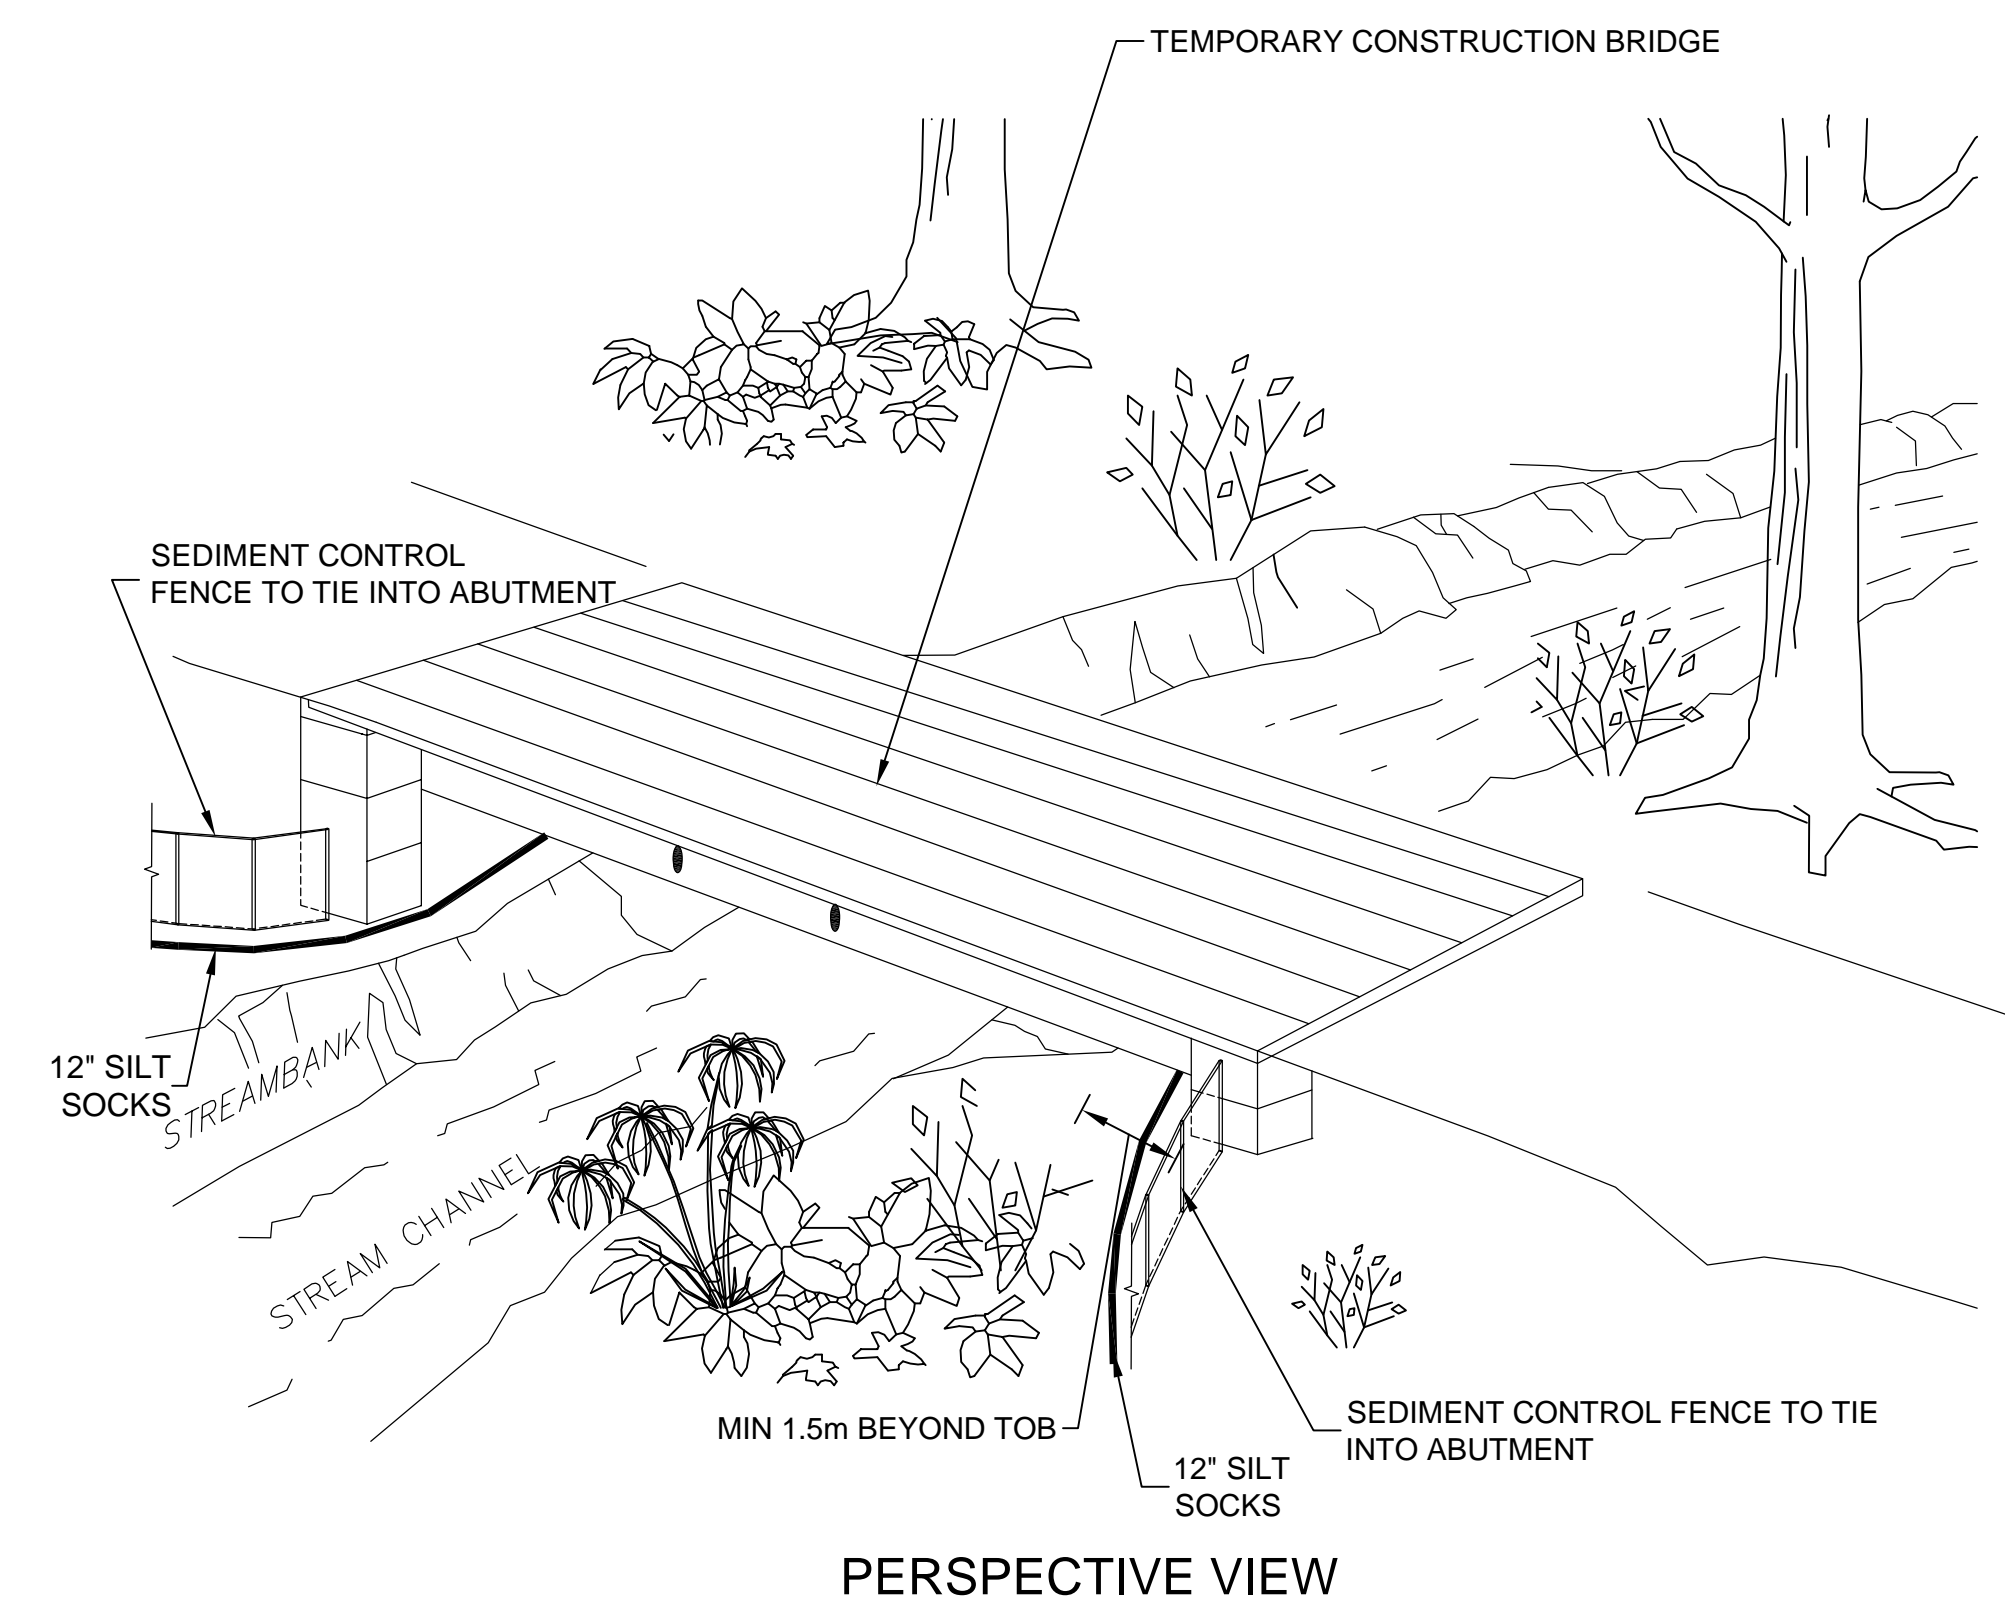 TEMPORARY CONSTRUCTION BRIDGE
SEDIMENT CONTROL
FENCE TO TIE INTO ABUTMENT
12" SILT
SOCKS
STREAMBANK
STREAM CHANNEL
MIN 1.5m BEYOND TOB
SEDIMENT CONTROL FENCE TO TIE
INTO ABUTMENT
12" SILT
SOCKS
PERSPECTIVE VIEW